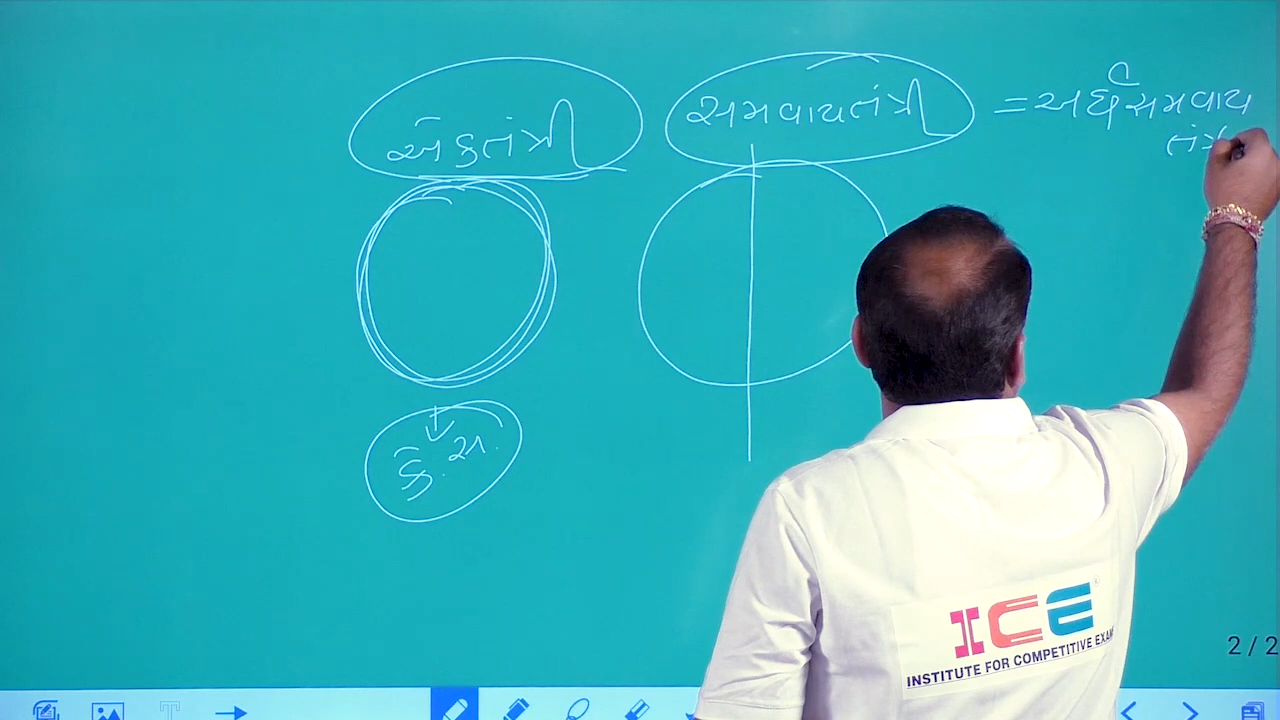 એકતંત્રી
સમવાયતંત્રી
= અર્ધસમવાય
તંત્ર
કે. સ.
ICE
INSTITUTE FOR COMPETITIVE EXAM
2/2